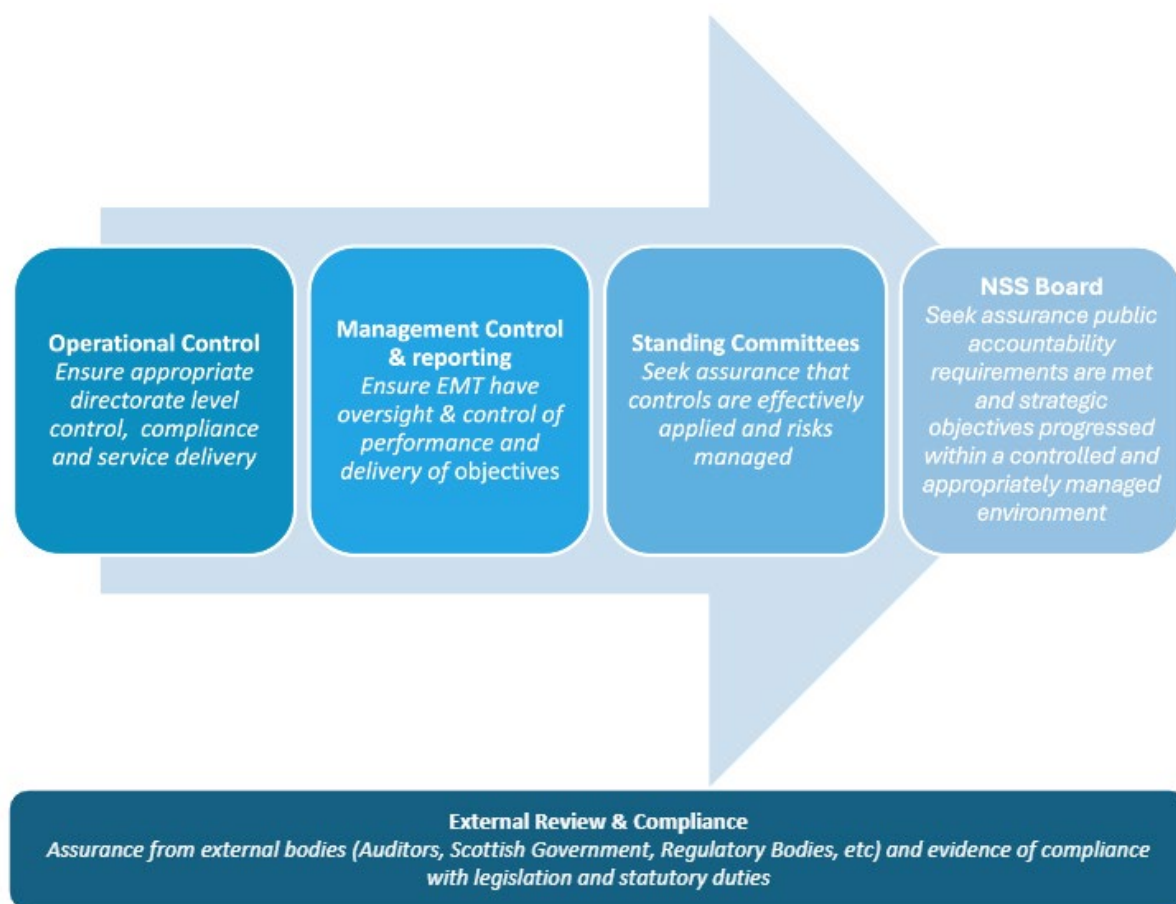 Operational Control
Ensure appropriate
directorate level
control, compliance
and service delivery
Management Control
& reporting
Ensure EMT have
oversight & control of
performance and
delivery of objectives
Standing Committees
Seek assurance that
controls are effectively
applied and risks
managed
NSS Board
Seek assurance public
accountability
requirements are met
and strategic
objectives progressed
within a controlled and
appropriately managed
environment
External Review & Compliance
Assurance from external bodies (Auditors, Scottish Government, Regulatory Bodies, etc) and evidence of compliance
with legislation and statutory duties